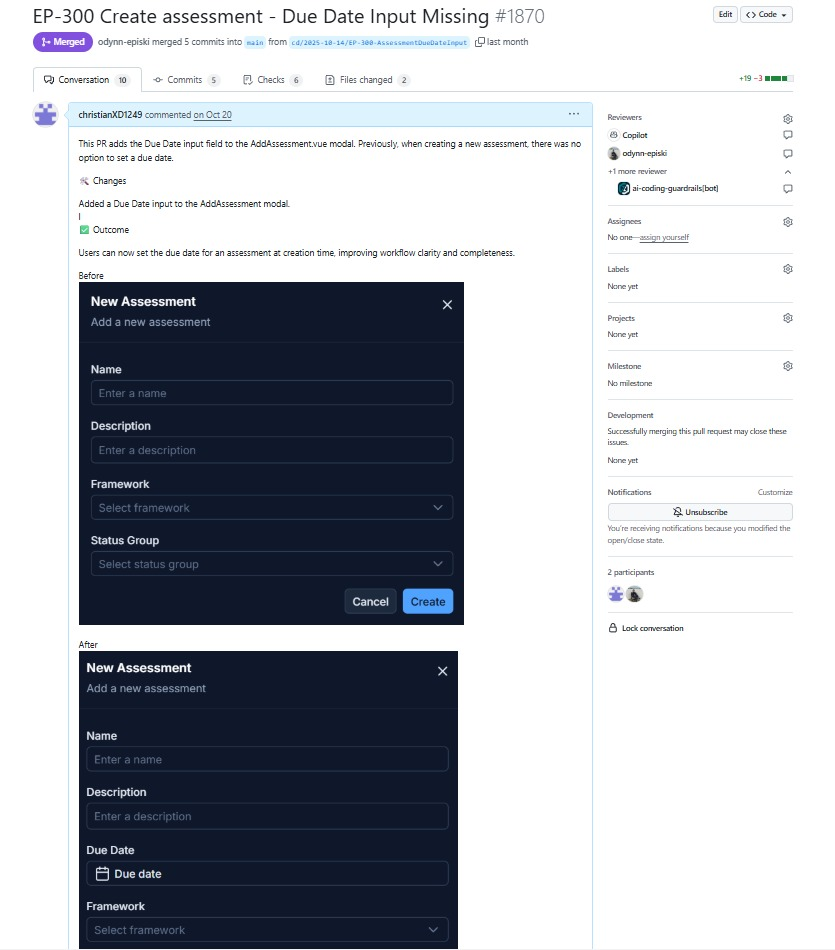 EP-300 Create assessment - Due Date Input Missing #1870
Edit
Code
Merged
odynn-episki merged 5 commits into main from cd/2025-10-14/EP-300-AssessmentDueDateInput last month
Conversation 10
Commits 5
Checks 6
Files changed 2
+19 −3
christianXD1249 commented on Oct 20
This PR adds the Due Date input field to the AddAssessment.vue modal. Previously, when creating a new assessment, there was no
option to set a due date.
Changes
Added a Due Date input to the AddAssessment modal.
|
Outcome
Users can now set the due date for an assessment at creation time, improving workflow clarity and completeness.
Before
New Assessment
Add a new assessment
Name
Enter a name
Description
Enter a description
Framework
Select framework
Status Group
Select status group
Cancel
Create
After
New Assessment
Add a new assessment
Name
Enter a name
Description
Enter a description
Due Date
Due date
Framework
Select framework
Reviewers
Copilot
odynn-episki
+1 more reviewer
ai-coding-guardrails[bot]
Assignees
No one—assign yourself
Labels
None yet
Projects
None yet
Milestone
No milestone
Development
Successfully merging this pull request may close these
issues.
None yet
Notifications
Customize
Unsubscribe
You're receiving notifications because you modified the
open/close state.
2 participants
Lock conversation